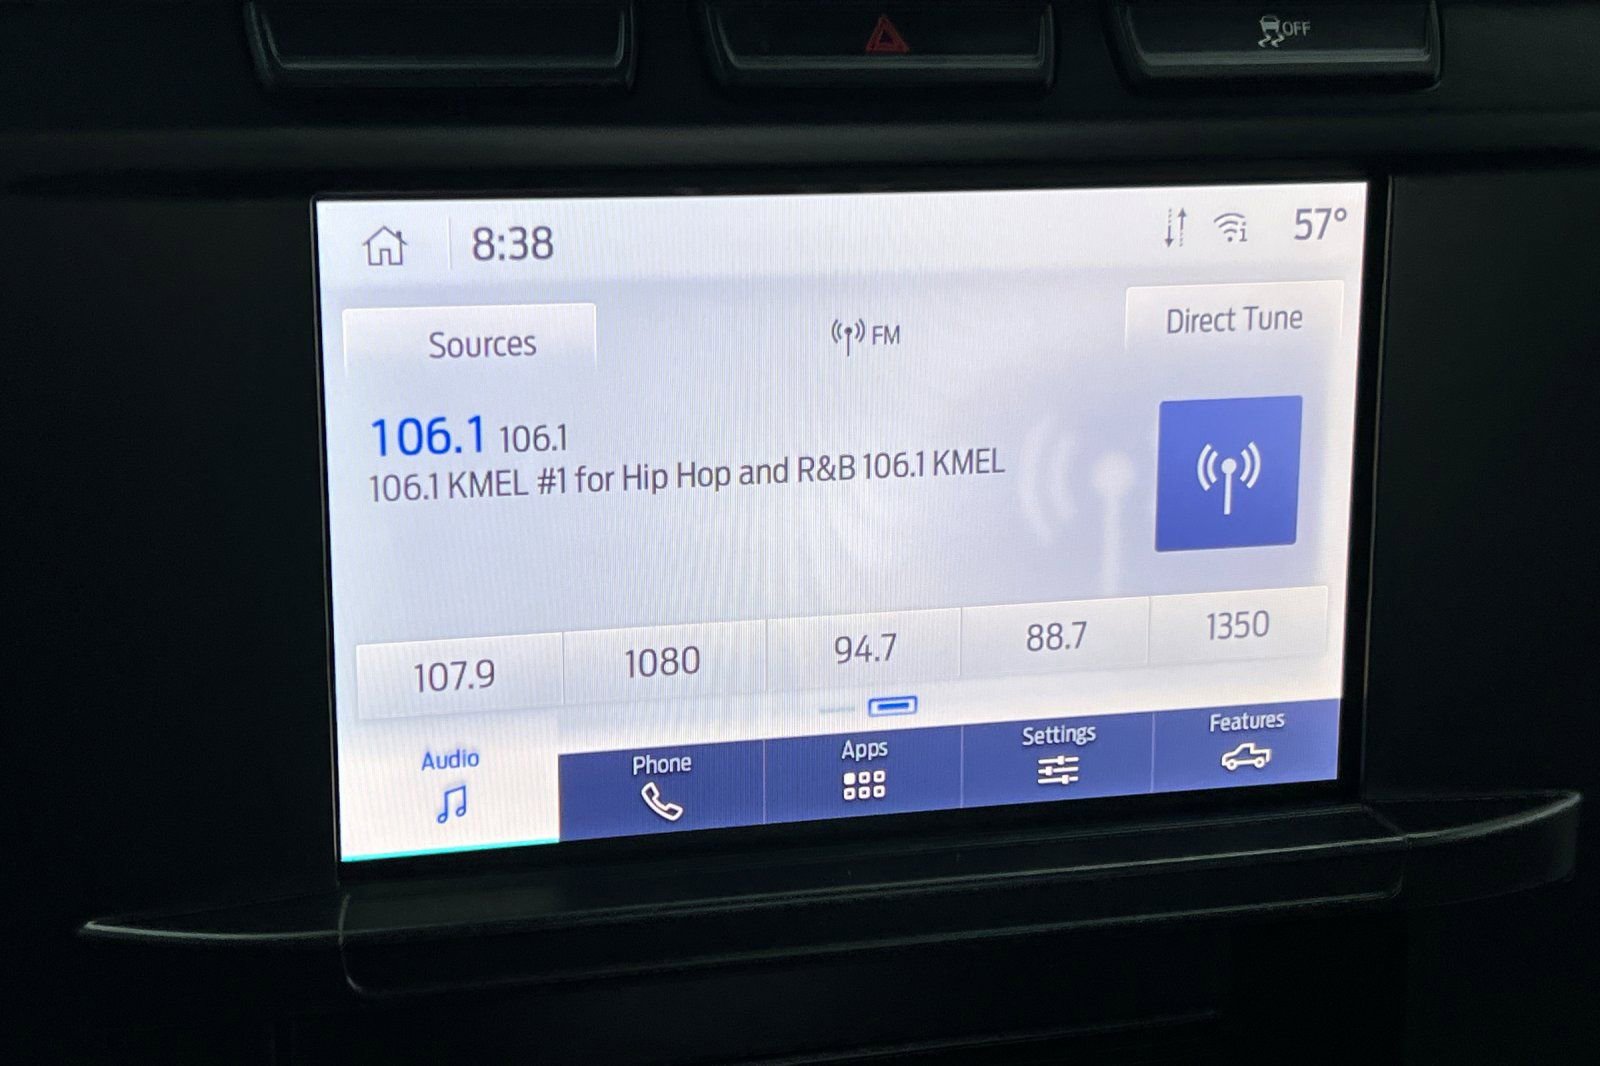 OFF
8:38
57°
Sources
FM
Direct Tune
106.1 106.1
106.1 KMEL #1 for Hip Hop and R&B 106.1 KMEL
107.9
1080
94.7
88.7
1350
Audio
Phone
Apps
Settings
Features